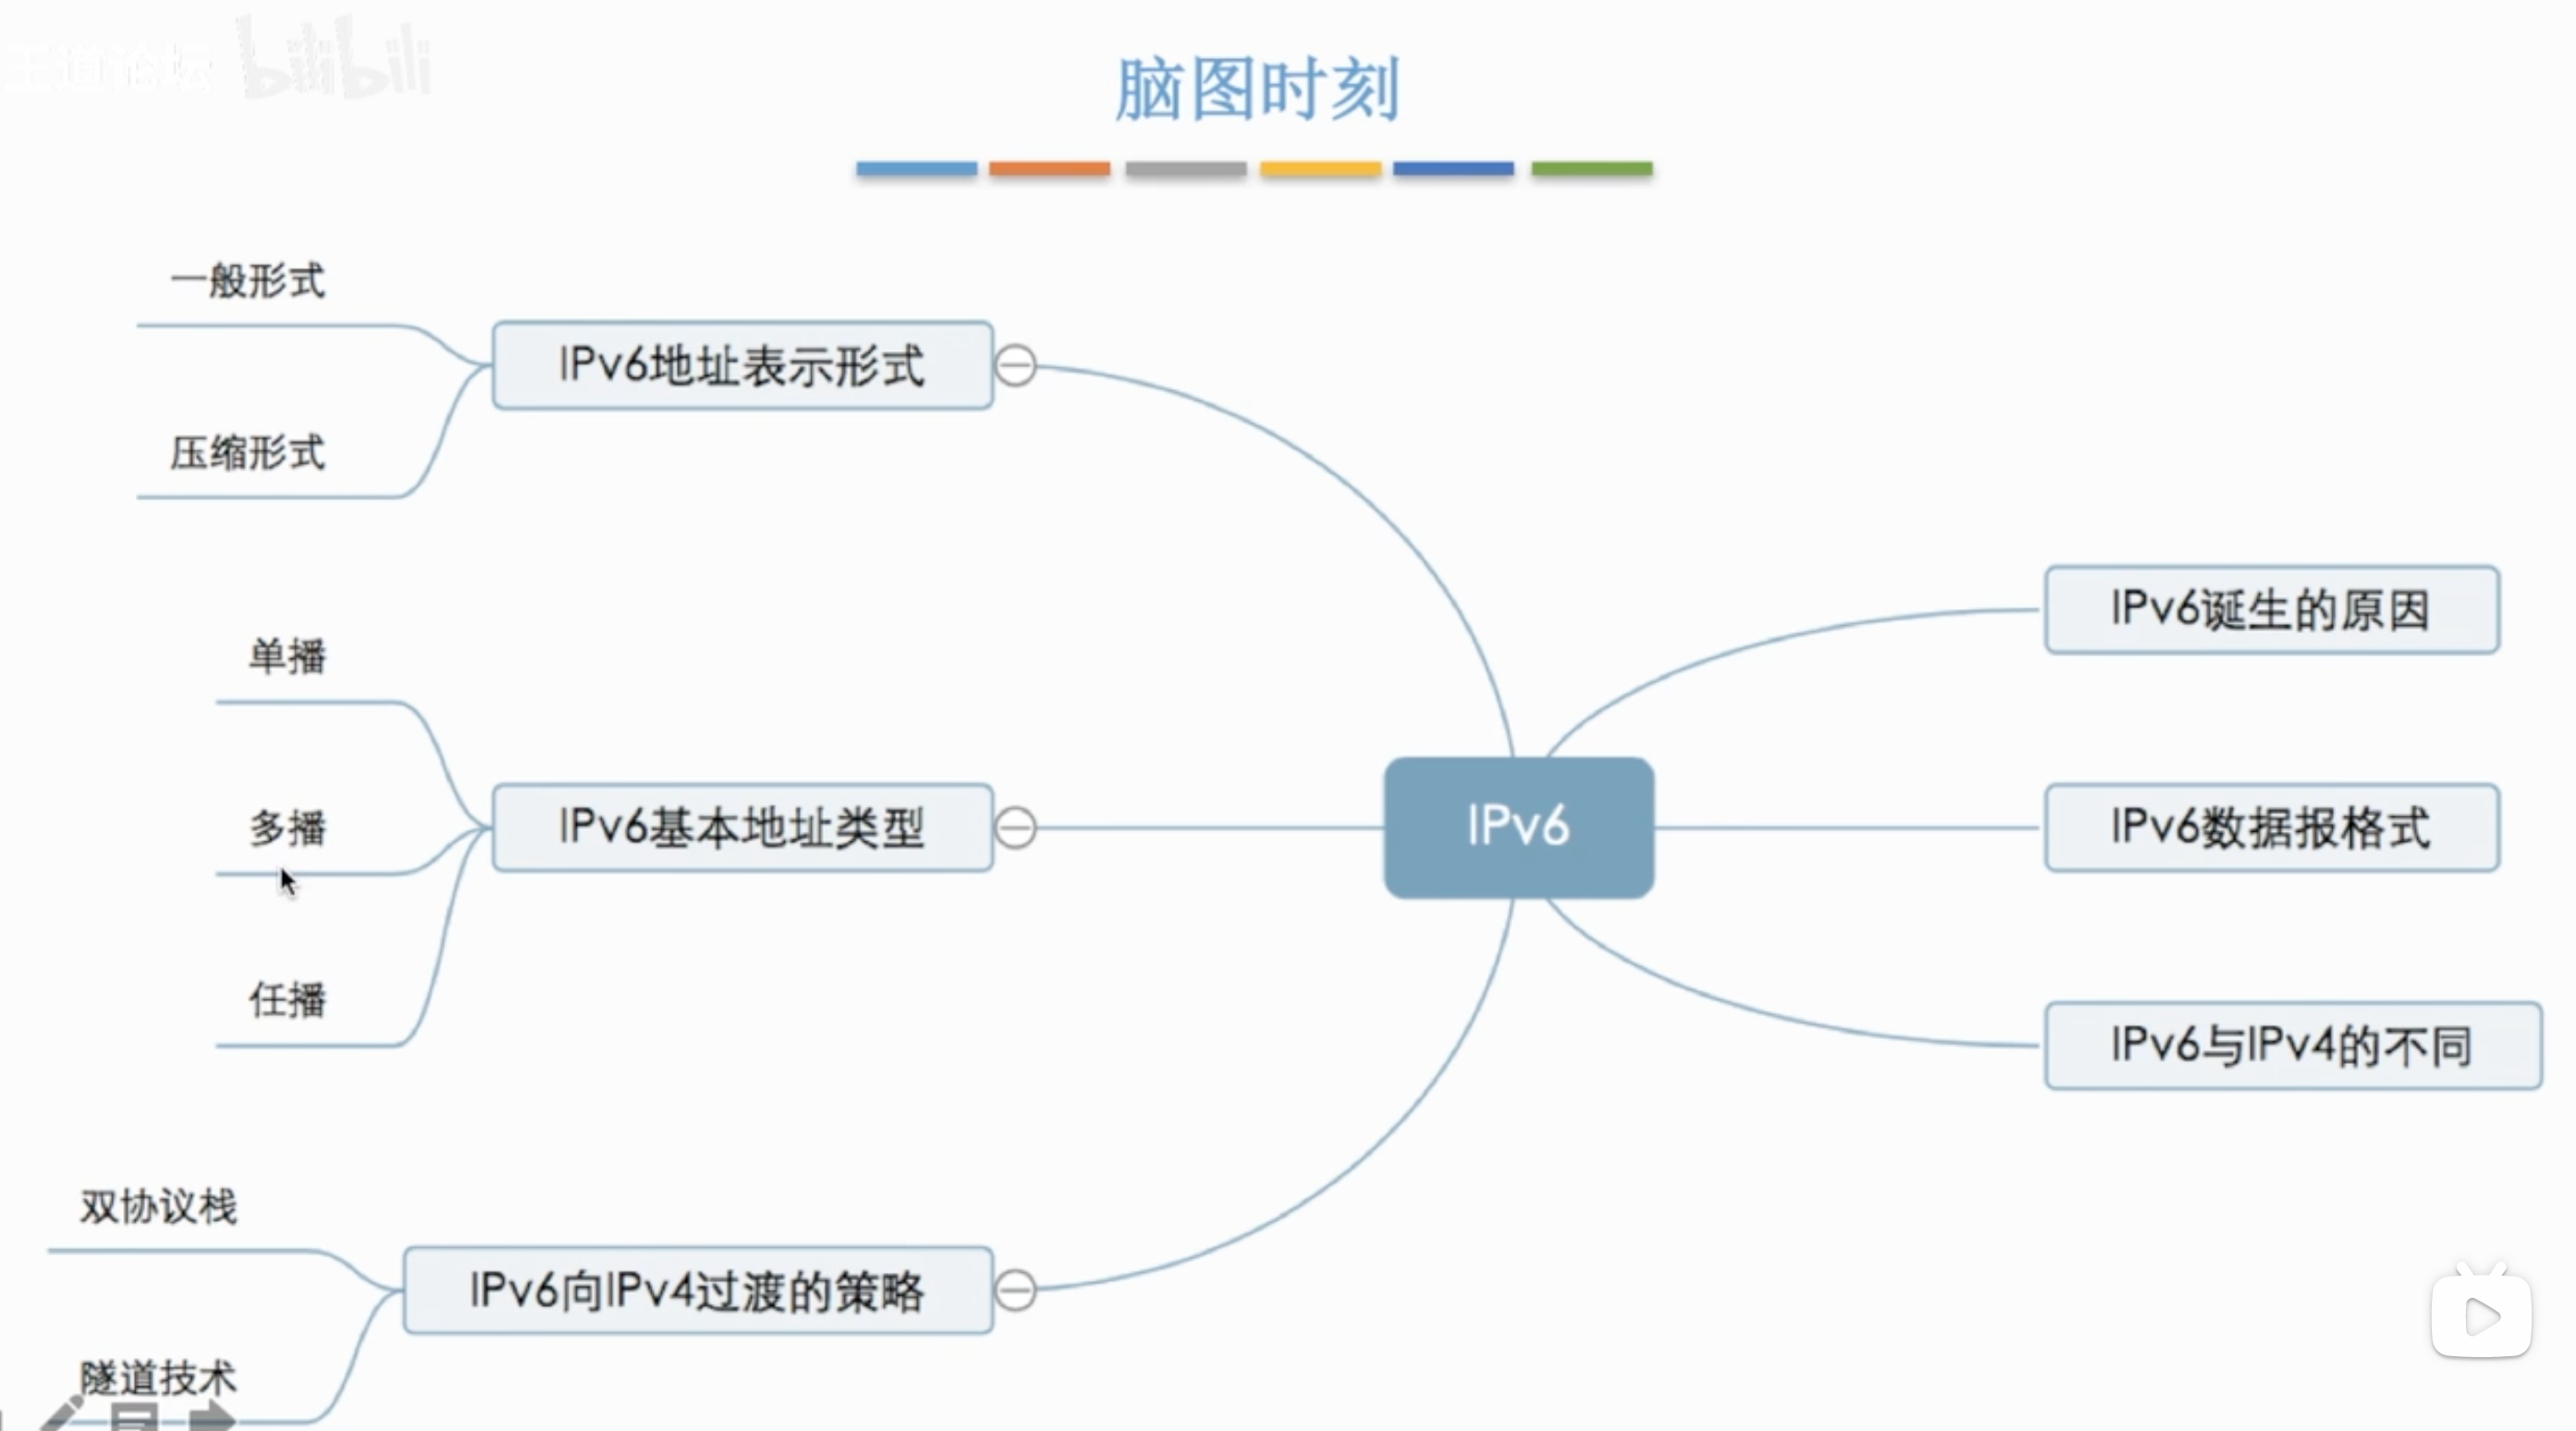 王道论坛 bilibili
脑图时刻
一般形式
压缩形式
IPv6地址表示形式
单播
多播
任播
IPv6基本地址类型
双协议栈
隧道技术
IPv6向IPv4过渡的策略
IPv6
IPv6诞生的原因
IPv6数据报格式
IPv6与IPv4的不同